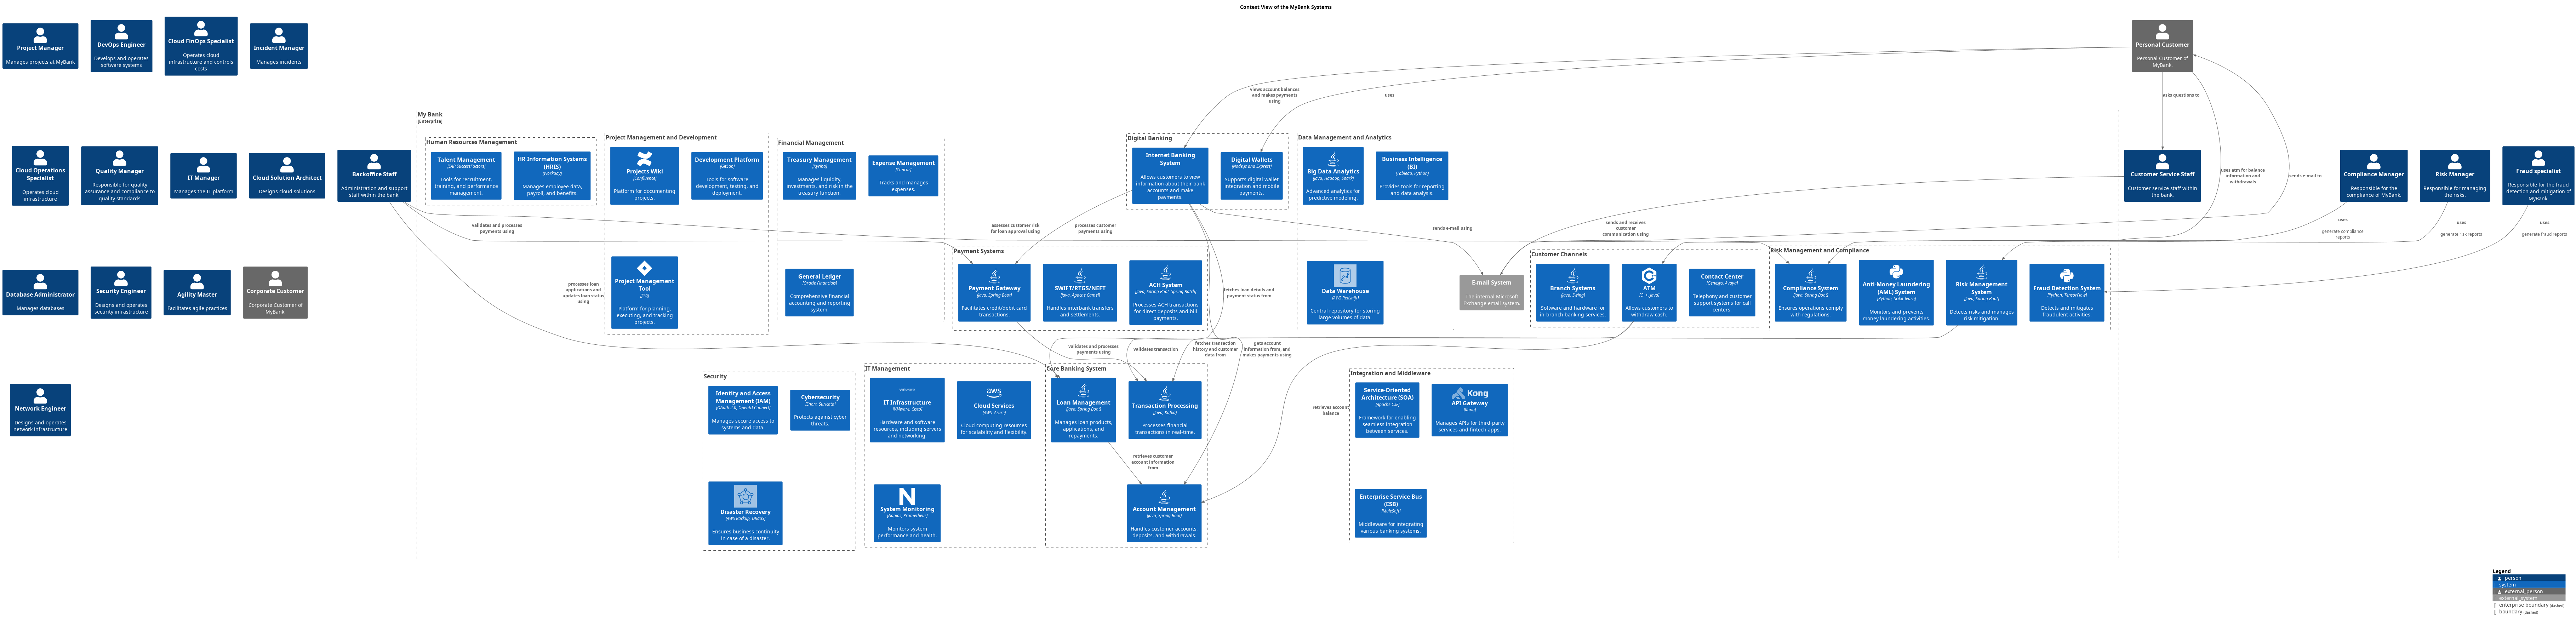 Context View of the MyBank Systems
Project Manager
Manages projects at MyBank
DevOps Engineer
Develops and operates
software systems
Cloud FinOps Specialist
Operates cloud
infrastructure and controls
costs
Incident Manager
Manages incidents
Personal Customer
Personal Customer of
MyBank.
views account balances
and makes payments
using
uses
asks questions to
uses atm for balance
information and
withdrawals
sends e-mail to
Cloud Operations
Specialist
Operates cloud
infrastructure
Quality Manager
Responsible for quality
assurance and compliance to
quality standards
IT Manager
Manages the IT platform
Cloud Solution Architect
Designs cloud solutions
Backoffice Staff
Administration and support
staff within the bank.
My Bank
[Enterprise]
Human Resources Management
Talent Management
[SAP SuccessFactors]
Tools for recruitment,
training, and performance
management.
HR Information Systems
(HRIS)
[Workday]
Manages employee data,
payroll, and benefits.
Project Management and Development
Projects Wiki
[Confluence]
Platform for documenting
projects.
Development Platform
[GitLab]
Tools for software
development, testing, and
deployment.
Project Management
Tool
[Jira]
Platform for planning,
executing, and tracking
projects.
Financial Management
Treasury Management
[Kyriba]
Manages liquidity,
investments, and risk in the
treasury function.
Expense Management
[Concur]
Tracks and manages
expenses.
General Ledger
[Oracle Financials]
Comprehensive financial
accounting and reporting
system.
Digital Banking
Internet Banking
System
Allows customers to view
information about their bank
accounts and make
payments.
Digital Wallets
[Node.js and Express]
Supports digital wallet
integration and mobile
payments.
Data Management and Analytics
Big Data Analytics
[Java, Hadoop, Spark]
Advanced analytics for
predictive modeling.
Business Intelligence
(BI)
[Tableau, Python]
Provides tools for reporting
and data analysis.
Data Warehouse
[AWS Redshift]
Central repository for storing
large volumes of data.
Customer Service Staff
Customer service staff within
the bank.
Compliance Manager
Responsible for the
compliance of MyBank.
Risk Manager
Responsible for managing
the risks.
Fraud specialist
Responsible for the fraud
detection and mitigation of
MyBank.
validates and processes
payments using
assesses customer risk
for loan approval using
processes customer
payments using
sends e-mail using
sends and receives
customer
communication using
uses
generate compliance
reports
uses
generate risk reports
uses
generate fraud reports
Database Administrator
Manages databases
Security Engineer
Designs and operates
security infrastructure
Agility Master
Facilitates agile practices
Corporate Customer
Corporate Customer of
MyBank.
processes loan
applications and
updates loan status
using
Payment Systems
Payment Gateway
[Java, Spring Boot]
Facilitates credit/debit card
transactions.
SWIFT/RTGS/NEFT
[Java, Apache Camel]
Handles interbank transfers
and settlements.
ACH System
[Java, Spring Boot, Spring Batch]
Processes ACH transactions
for direct deposits and bill
payments.
fetches loan details and
payment status from
E-mail System
The internal Microsoft
Exchange email system.
Customer Channels
Branch Systems
[Java, Swing]
Software and hardware for
in-branch banking services.
ATM
[C++, Java]
Allows customers to
withdraw cash.
Contact Center
[Genesys, Avaya]
Telephony and customer
support systems for call
centers.
Risk Management and Compliance
Compliance System
[Java, Spring Boot]
Ensures operations comply
with regulations.
Anti-Money Laundering
(AML) System
[Python, Scikit-learn]
Monitors and prevents
money laundering activities.
Risk Management
System
[Java, Spring Boot]
Detects risks and manages
risk mitigation.
Fraud Detection System
[Python, TensorFlow]
Detects and mitigates
fraudulent activities.
validates and processes
payments using
validates transaction
fetches transaction
history and customer
data from
gets account
information from, and
makes payments using
Network Engineer
Designs and operates
network infrastructure
Security
Identity and Access
Management (IAM)
[OAuth 2.0, OpenID Connect]
Manages secure access to
systems and data.
Cybersecurity
[Snort, Suricata]
Protects against cyber
threats.
Disaster Recovery
[AWS Backup, DRaaS]
Ensures business continuity
in case of a disaster.
IT Management
IT Infrastructure
[VMware, Cisco]
Hardware and software
resources, including servers
and networking.
aws
Cloud Services
[AWS, Azure]
Cloud computing resources
for scalability and flexibility.
System Monitoring
[Nagios, Prometheus]
Monitors system
performance and health.
Core Banking System
Loan Management
[Java, Spring Boot]
Manages loan products,
applications, and
repayments.
Transaction Processing
[Java, Kafka]
Processes financial
transactions in real-time.
retrieves customer
account information
from
Account Management
[Java, Spring Boot]
Handles customer accounts,
deposits, and withdrawals.
retrieves account
balance
Integration and Middleware
Service-Oriented
Architecture (SOA)
[Apache CXF]
Framework for enabling
seamless integration
between services.
Kong
API Gateway
[Kong]
Manages APIs for third-party
services and fintech apps.
Enterprise Service Bus
(ESB)
[MuleSoft]
Middleware for integrating
various banking systems.
Legend
person
system
external_person
external_system
enterprise boundary (dashed)
boundary (dashed)